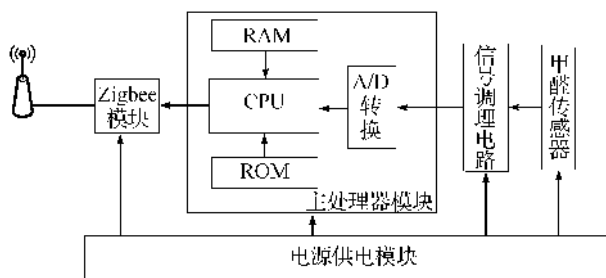 RAM
CPU
ROM
A/D
转换
Zigbee
模块
信号调理电路
甲醛传感器
主处理器模块
电源供电模块